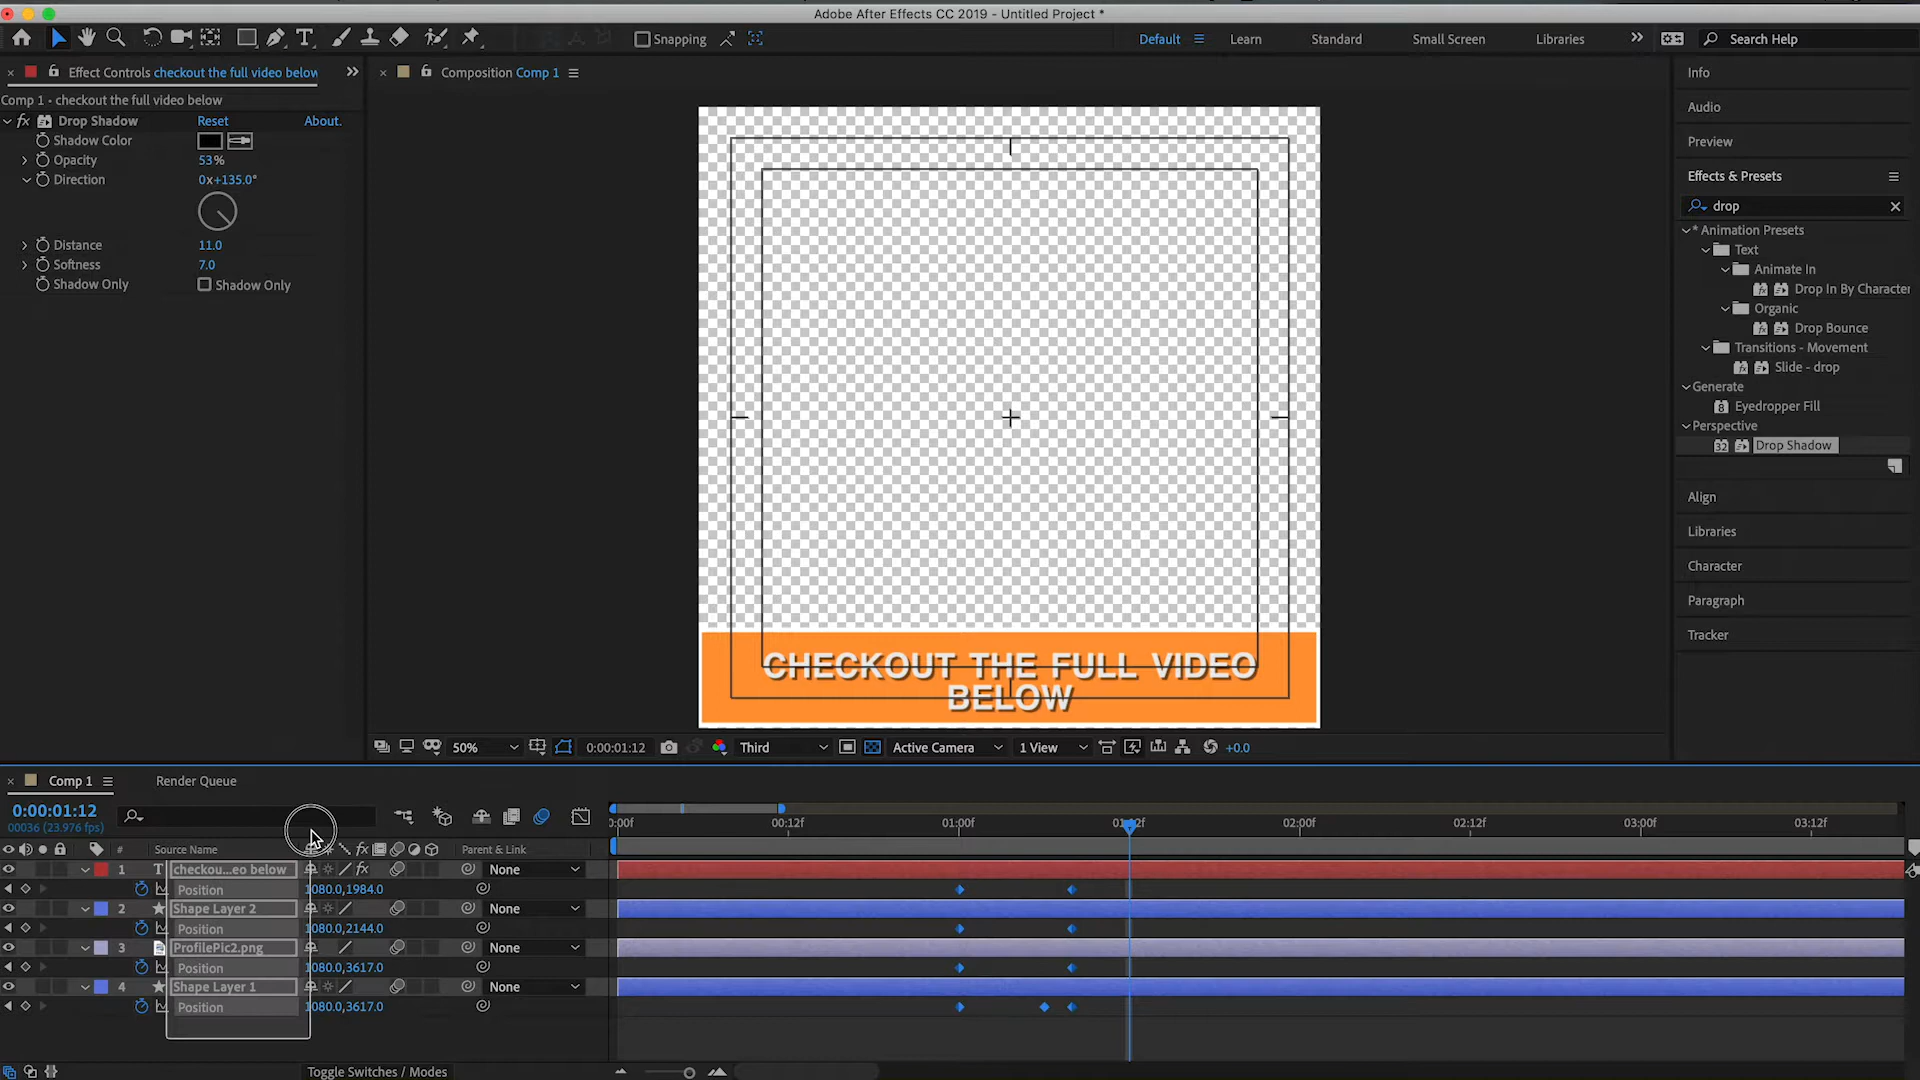 Adobe After Effects CC 2019 - Untitled Project *
Snapping
Default
Learn
Standard
Small Screen
Libraries
Search Help
Effect Controls checkout the full video below
Composition Comp 1
Comp 1 • checkout the full video below
fx Drop Shadow Reset About.
Shadow Color
Opacity 53%
Direction 0x+135.0°
Distance 11.0
Softness 7.0
Shadow Only Shadow Only
CHECKOUT THE FULL VIDEO
BELOW
50% 0:00:01:12 Third Active Camera 1 View +0.0
Info
Audio
Preview
Effects & Presets
drop
* Animation Presets
Text
Animate In
Drop In By Character
Organic
Drop Bounce
Transitions - Movement
Slide - drop
Generate
8 Eyedropper Fill
Perspective
32 Drop Shadow
Align
Libraries
Character
Paragraph
Tracker
Comp 1
Render Queue
0:00:01:12
00036 (23.976 fps)
:00f 00:12f 01:00f 02:00f 02:12f 03:00f 03:12f
# Source Name fx Parent & Link
1 T checkou...eo below fx None
Position 1080.0,1984.0
2 Shape Layer 2 None
Position 1080.0,2144.0
3 ProfilePic2.png None
Position 1080.0,3617.0
4 Shape Layer 1 None
Position 1080.0,3617.0
Toggle Switches / Modes